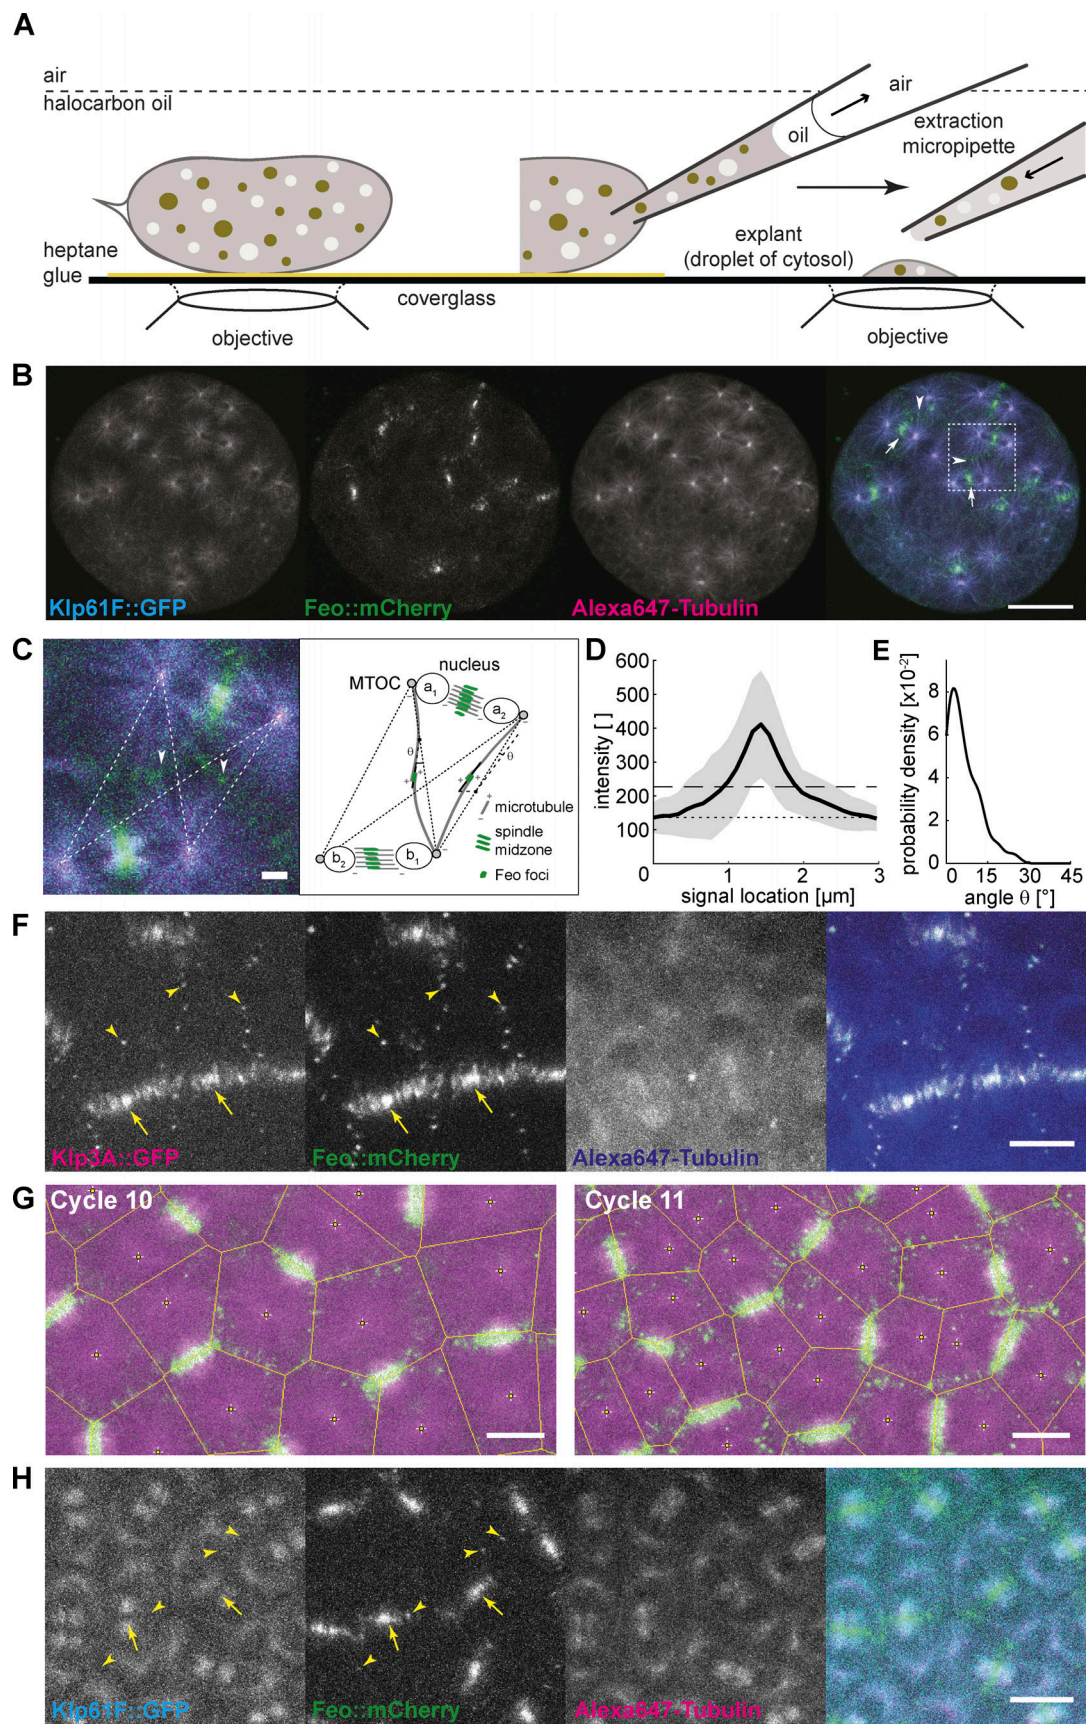 A
air
halocarbon oil
air
oil
extraction
micropipette
heptane
glue
explant
(droplet of cytosol)
coverglass
objective
objective
B
Klp61F::GFP
Feo::mCherry
Alexa647-Tubulin
C
nucleus
MTOC
a1
a2
θ
θ
+
+
+
b2
b1
−
+
microtubule
−
spindle
midzone
Feo foci
D
600
500
400
300
200
100
intensity [ ]
0
1
2
3
signal location [µm]
E
probability density [x10-2]
8
6
4
2
0
0
15
30
45
angle θ [°]
F
Klp3A::GFP
Feo::mCherry
Alexa647-Tubulin
G
Cycle 10
Cycle 11
H
Klp61F::GFP
Feo::mCherry
Alexa647-Tubulin